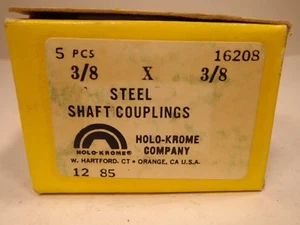 5 PCS 16208
3/8 X 3/8
STEEL
SHAFT COUPLINGS
HOLO-KROME®
HOLO-KROME
COMPANY
W. HARTFORD, CT • ORANGE, CA U.S.A.
12 85